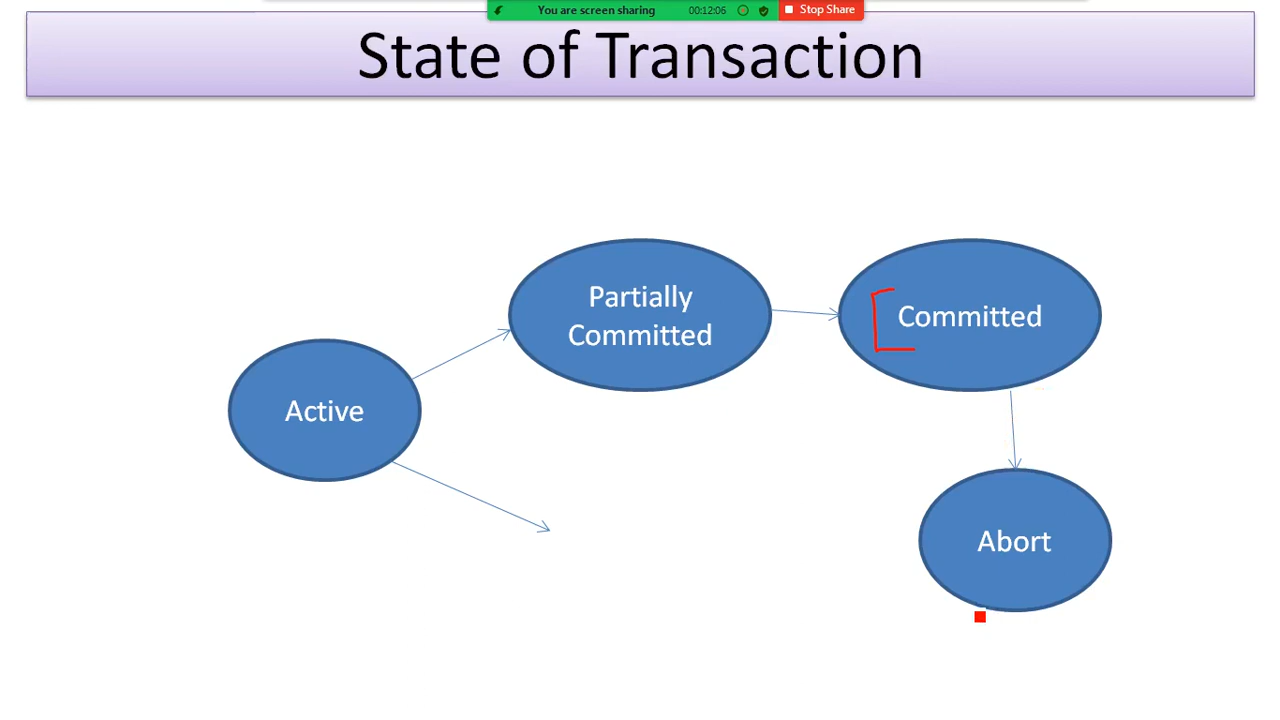 You are screen sharing 00:12:06 Stop Share
State of Transaction
Partially
Committed
Committed
Active
Abort